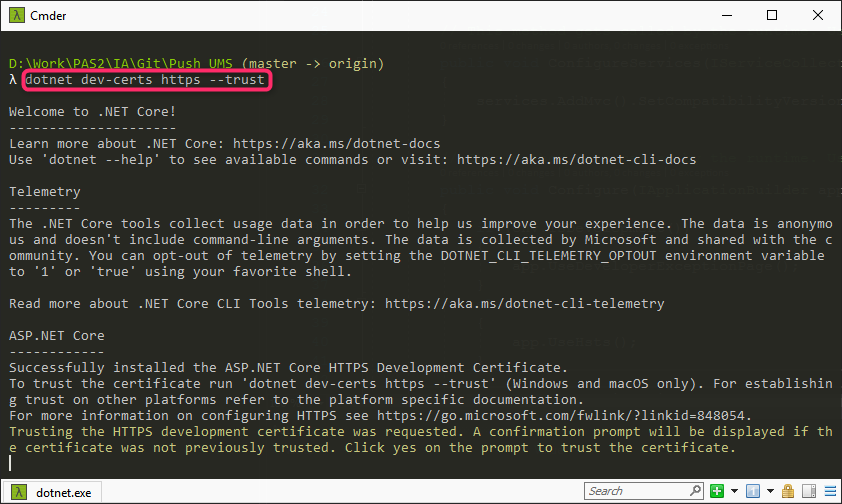 Cmder
D:\Work\PAS2\IA\Git\Push_UMS (master -> origin)
λ dotnet dev-certs https --trust
Welcome to .NET Core!
---------------------
Learn more about .NET Core: https://aka.ms/dotnet-docs
Use 'dotnet --help' to see available commands or visit: https://aka.ms/dotnet-cli-docs
Telemetry
---------
The .NET Core tools collect usage data in order to help us improve your experience. The data is anonymo
us and doesn't include command-line arguments. The data is collected by Microsoft and shared with the c
ommunity. You can opt-out of telemetry by setting the DOTNET_CLI_TELEMETRY_OPTOUT environment variable
to '1' or 'true' using your favorite shell.
Read more about .NET Core CLI Tools telemetry: https://aka.ms/dotnet-cli-telemetry
ASP.NET Core
------------
Successfully installed the ASP.NET Core HTTPS Development Certificate.
To trust the certificate run 'dotnet dev-certs https --trust' (Windows and macOS only). For establishin
g trust on other platforms refer to the platform specific documentation.
For more information on configuring HTTPS see https://go.microsoft.com/fwlink/?linkid=848054.
Trusting the HTTPS development certificate was requested. A confirmation prompt will be displayed if th
e certificate was not previously trusted. Click yes on the prompt to trust the certificate.
λ dotnet.exe
Search